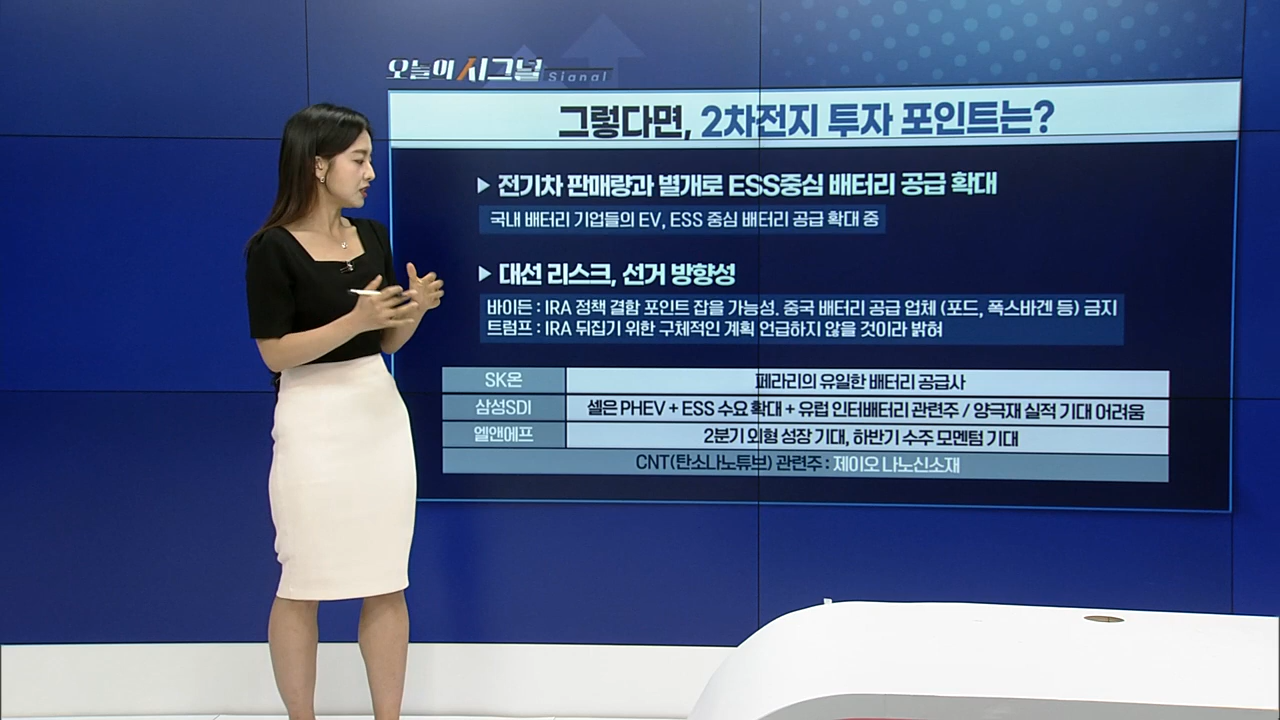 오늘의 시그널
Signal
그렇다면, 2차전지 투자 포인트는?
▶ 전기차 판매량과 별개로 ESS중심 배터리 공급 확대
국내 배터리 기업들의 EV, ESS 중심 배터리 공급 확대 중
▶ 대선 리스크, 선거 방향성
바이든 : IRA 정책 결함 포인트 잡을 가능성. 중국 배터리 공급 업체 (포드, 폭스바겐 등) 금지
트럼프 : IRA 뒤집기 위한 구체적인 계획 언급하지 않을 것이라 밝혀
SK온 페라리의 유일한 배터리 공급사
삼성SDI 셀은 PHEV + ESS 수요 확대 + 유럽 인터배터리 관련주 / 양극재 실적 기대 어려움
엘앤에프 2분기 외형 성장 기대, 하반기 수주 모멘텀 기대
CNT(탄소나노튜브) 관련주 : 제이오 나노신소재